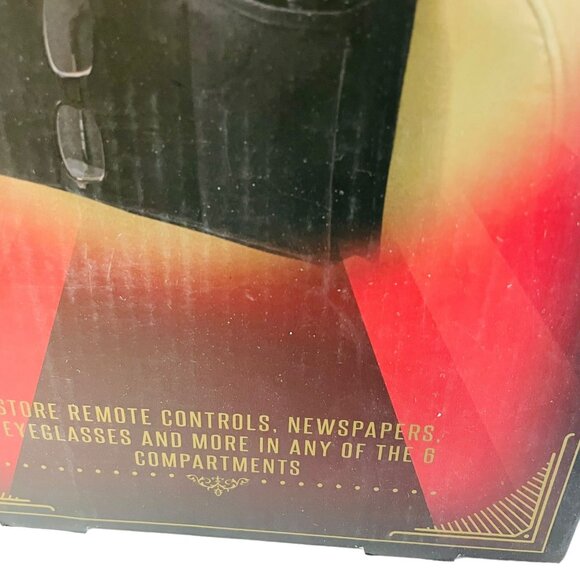 STORE REMOTE CONTROLS, NEWSPAPERS,
EYEGLASSES AND MORE IN ANY OF THE 6
COMPARTMENTS